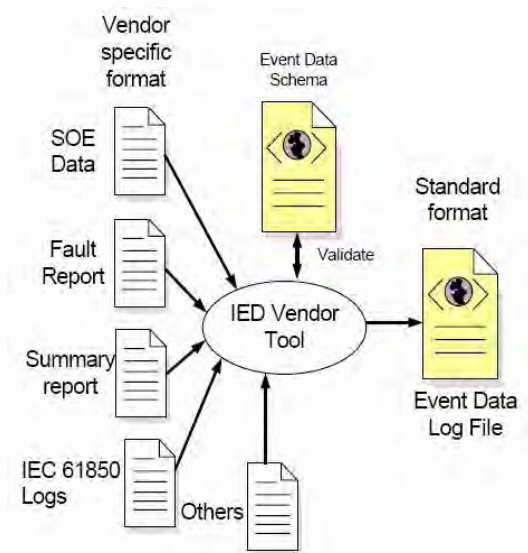 Vendor
specific
format
Event Data
Schema
SOE
Data
Standard
format
Fault
Report
Validate
IED Vendor
Tool
Summary
report
Event Data
Log File
IEC 61850
Logs
Others